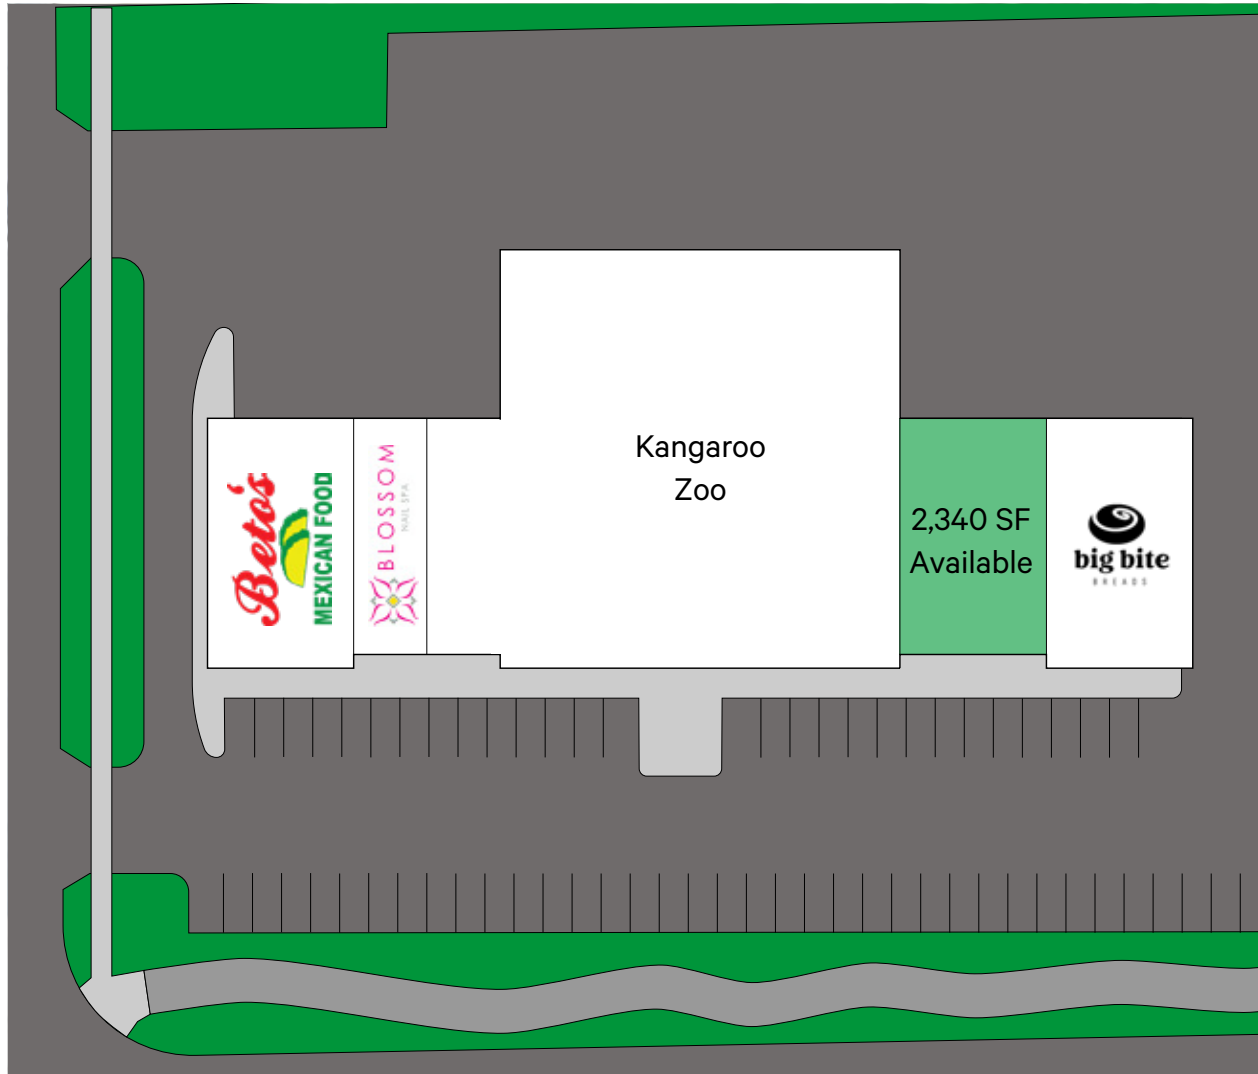 Beto's
MEXICAN FOOD
BLOSSOM
NAIL SPA
Kangaroo
Zoo
2,340 SF
Available
big bite
BREADS